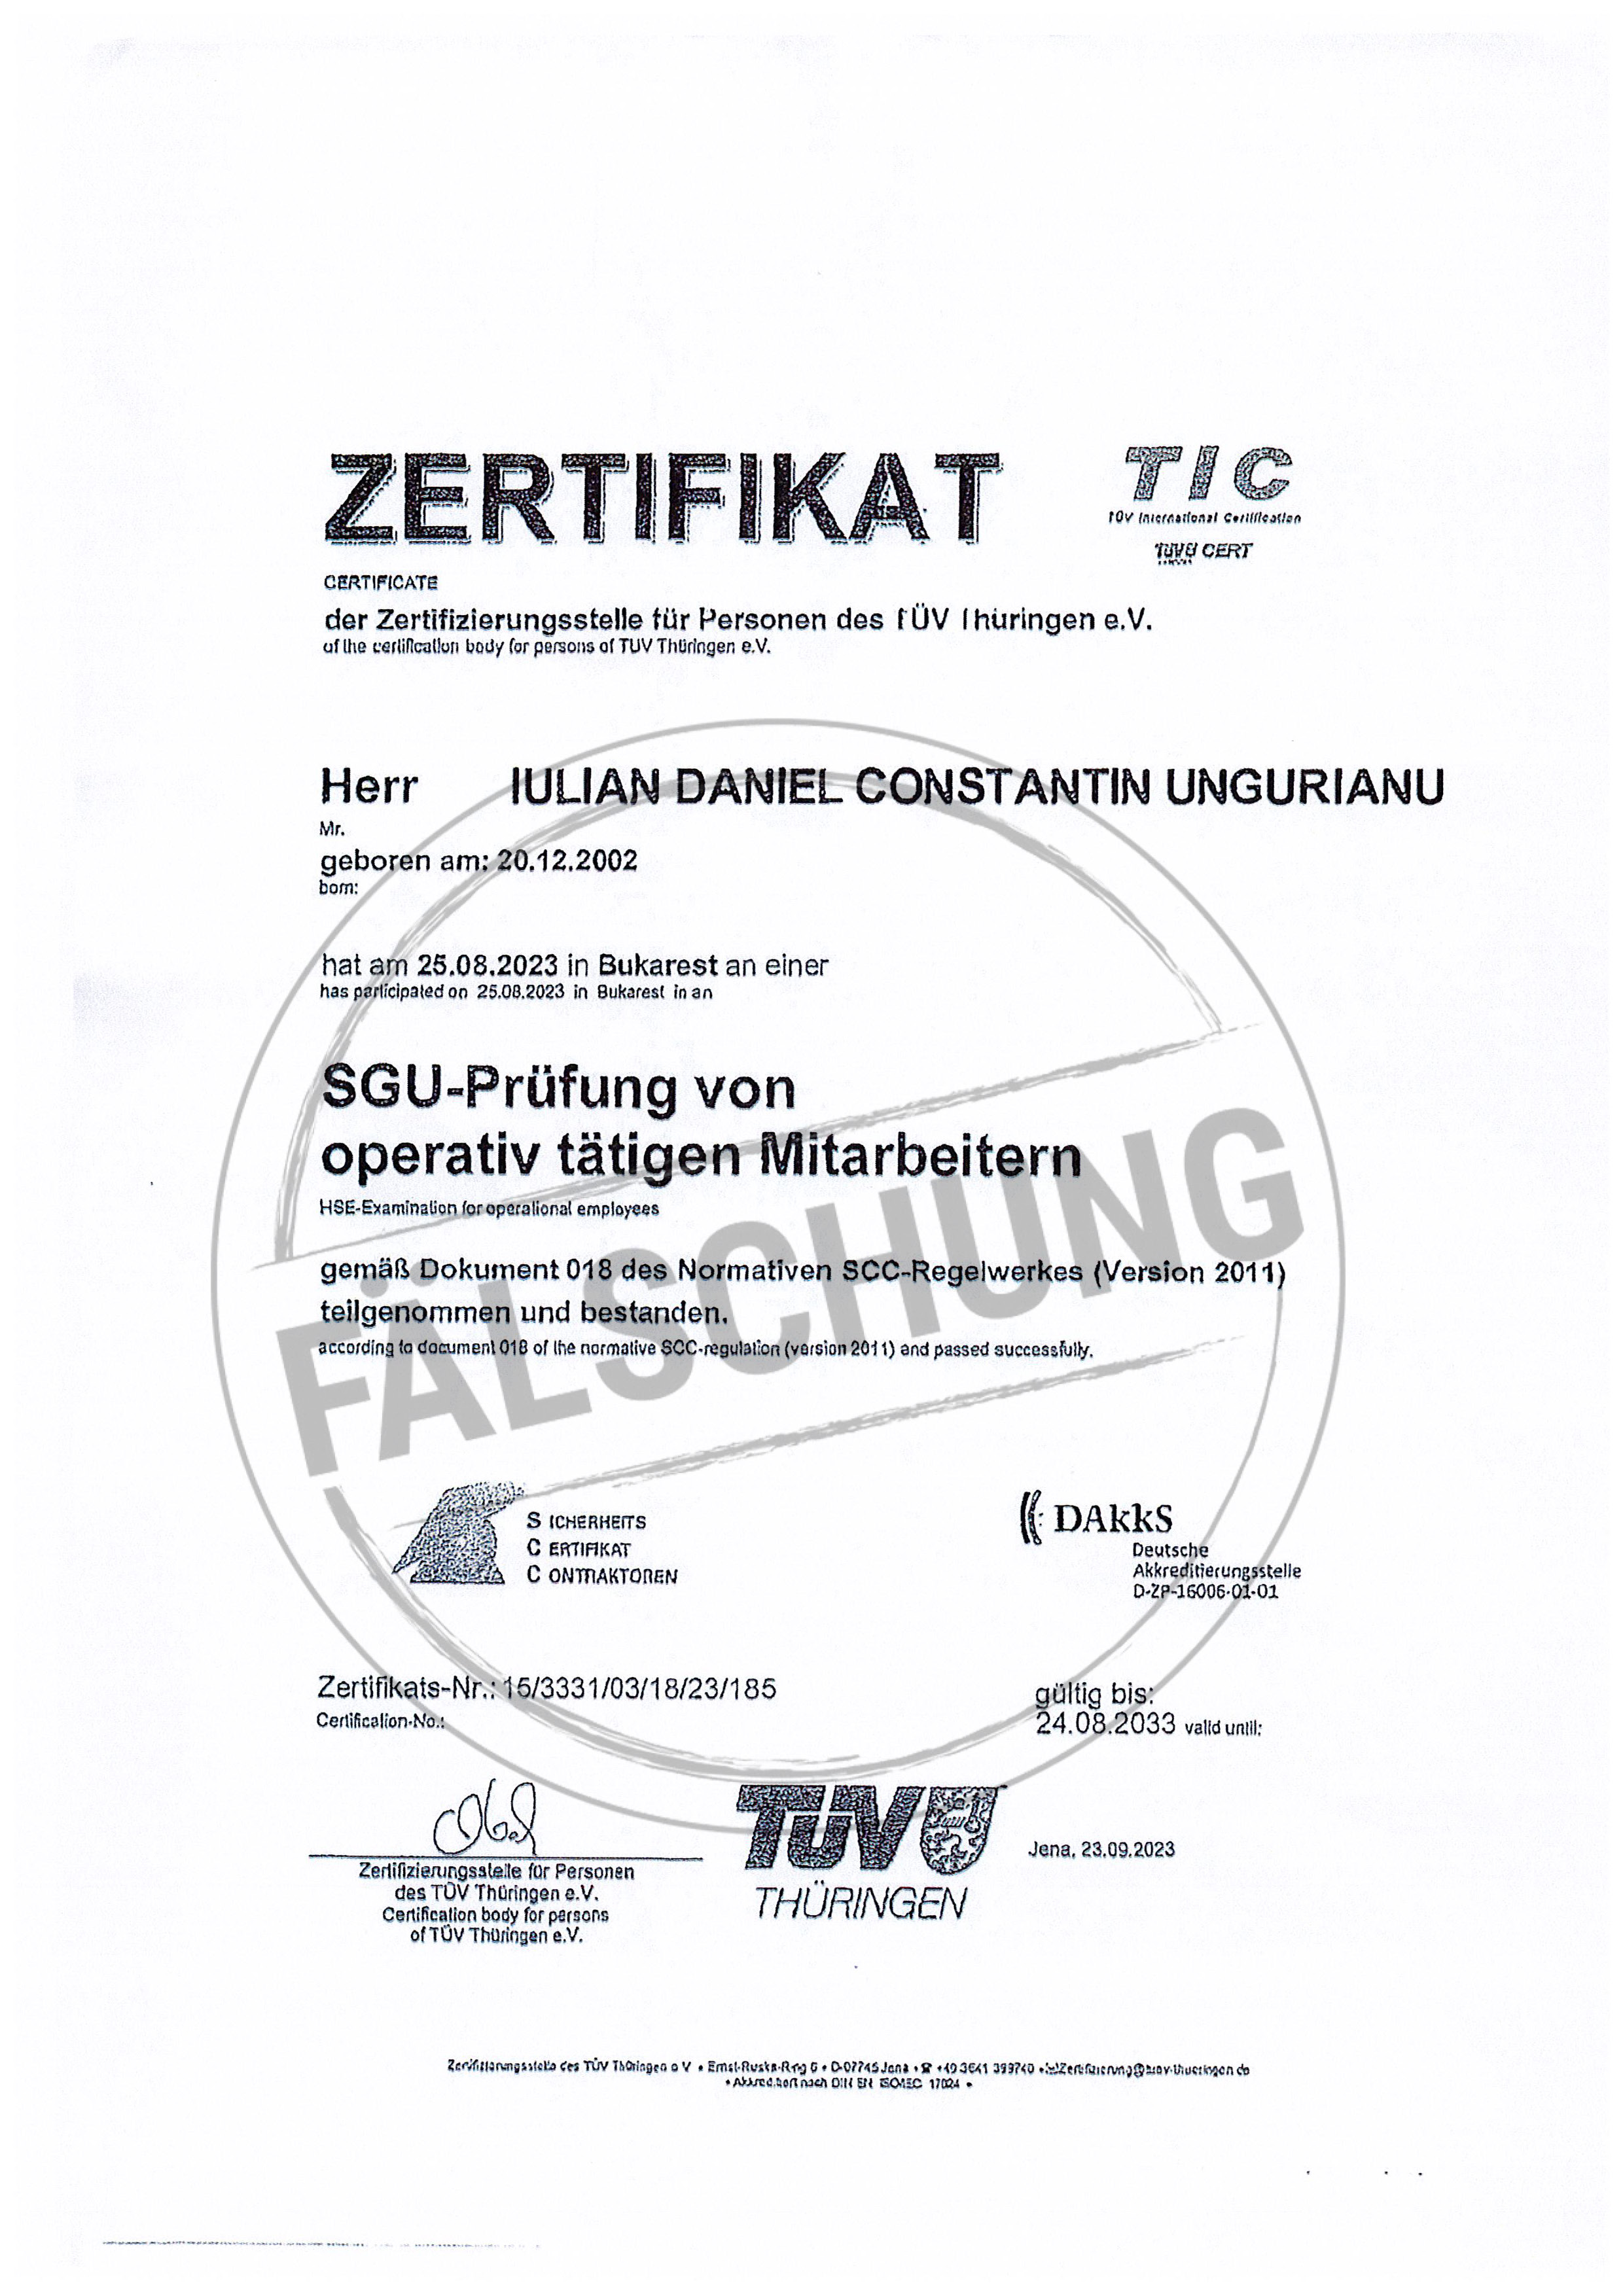 ZERTIFIKAT
TIC
TÜV International Certification
TÜV CERT
CERTIFICATE
der Zertifizierungsstelle für Personen des TÜV Thüringen e.V.
of the certification body for persons of TÜV Thüringen e.V.
Herr IULIAN DANIEL CONSTANTIN UNGURIANU
Mr.
geboren am: 20.12.2002
born:
hat am 25.08.2023 in Bukarest an einer
has participated on 25.08.2023 in Bukarest in an
SGU-Prüfung von
operativ tätigen Mitarbeitern
HSE-Examination for operational employees
FÄLSCHUNG
gemäß Dokument 018 des Normativen SCC-Regelwerkes (Version 2011)
teilgenommen und bestanden.
according to document 018 of the normative SCC-regulation (version 2011) and passed successfully.
SICHERHEITS
CERTIFIKAT
CONTRAKTOREN
DAkkS
Deutsche
Akkreditierungsstelle
D-ZP-16006-01-01
Zertifikats-Nr.: 15/3331/03/18/23/185
Certification-No.:
gültig bis:
24.08.2033 valid until:
Zertifizierungsstelle für Personen
des TÜV Thüringen e.V.
Certification body for persons
of TÜV Thüringen e.V.
TÜV
THÜRINGEN
Jena, 23.09.2023
Zertifizierungsstelle des TÜV Thüringen e.V. • Ernst-Ruska-Ring 6 • D-07745 Jena • ☎ +49 3641 399740 • Zertifizierung@tuev-thueringen.de
• Akkreditiert nach DIN EN ISO/IEC 17024 •